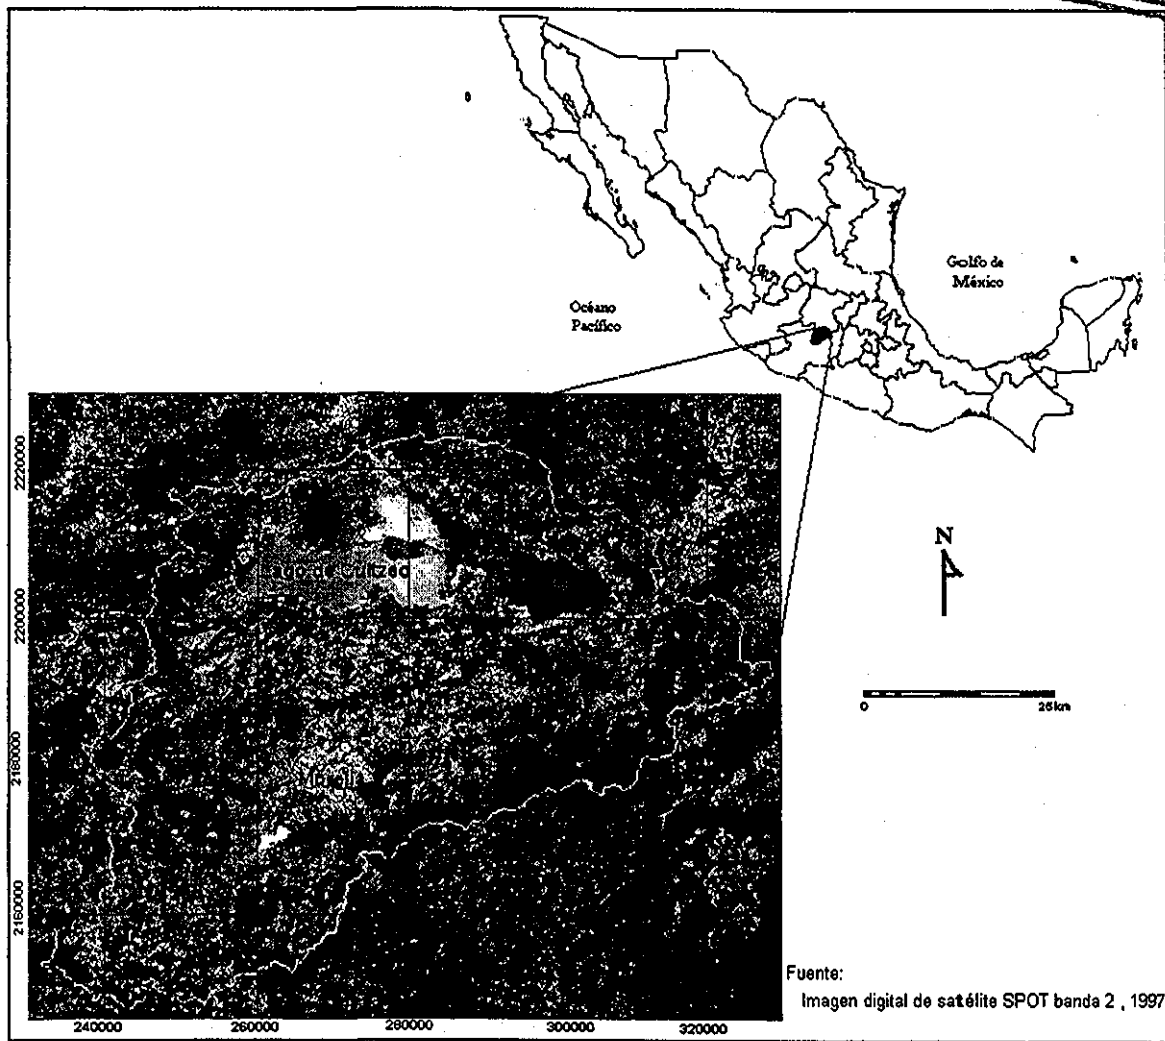 Golfo de
México
Océano
Pacífico
N
0 25km
2220000
2200000
2180000
2160000
240000 260000 280000 300000 320000
Fuente:
Imagen digital de satélite SPOT banda 2 , 1997